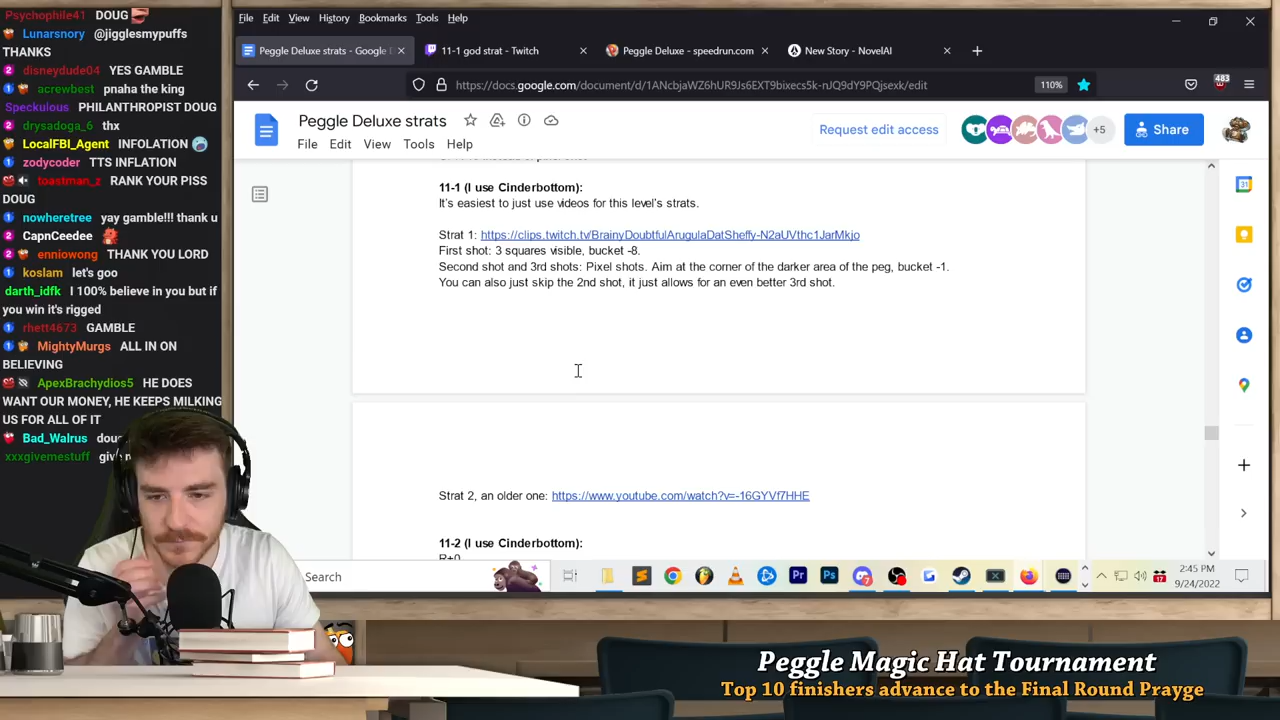 Psychophile41 DOUG
Lunarsnory @jigglesmypuffs
THANKS
disneydude04 YES GAMBLE
acrewbest pnaha the king
Speckulous PHILANTHROPIST DOUG
drysadoga_6 thx
LocalFBI_Agent INFOLATION
zodycoder TTS INFLATION
toastman_z RANK YOUR PISS
DOUG
nowheretree yay gamble!!! thank u
CapnCeedee
enniowong THANK YOU LORD
koslam let's goo
darth_idfk I 100% believe in you but if
you win it's rigged
rhett4673 GAMBLE
MightyMurgs ALL IN ON
BELIEVING
ApexBrachydios5 HE DOES
WANT OUR MONEY, HE KEEPS MILKING
US FOR ALL OF IT
Bad_Walrus
xxxgivemestuff
File Edit View History Bookmarks Tools Help
Peggle Deluxe strats - Google
11-1 god strat - Twitch
Peggle Deluxe - speedrun.com
New Story - NovelAI
https://docs.google.com/document/d/1ANcbjaWZ6hUR9Js6EXT9bixecs5k-nJQ9dY9PQjsexk/edit
110%
483
Peggle Deluxe strats
File Edit View Tools Help
Request edit access
+5
Share
31
11-1 (I use Cinderbottom):
It's easiest to just use videos for this level's strats.
Strat 1: https://clips.twitch.tv/BrainyDoubtfulArugulaDatSheffy-N2aUVthc1JarMkjo
First shot: 3 squares visible, bucket -8.
Second shot and 3rd shots: Pixel shots. Aim at the corner of the darker area of the peg, bucket -1.
You can also just skip the 2nd shot, it just allows for an even better 3rd shot.
Strat 2, an older one: https://www.youtube.com/watch?v=-16GYVf7HHE
11-2 (I use Cinderbottom):
R+0
Search
Pr
Ps
17
2:45 PM
9/24/2022
Peggle Magic Hat Tournament
Top 10 finishers advance to the Final Round Prayge